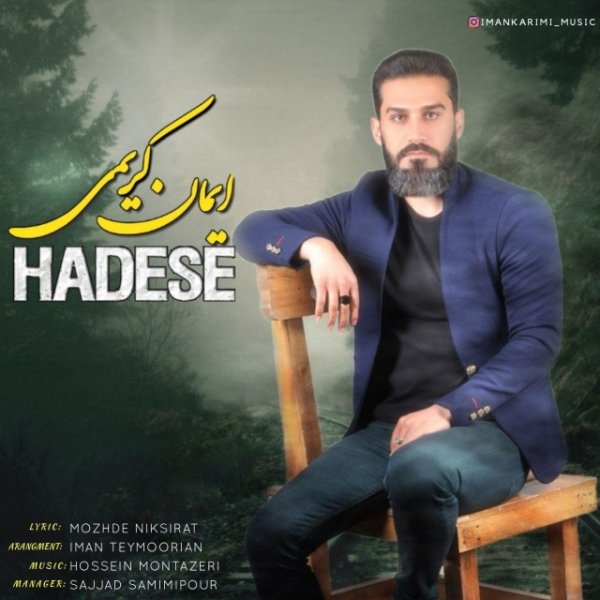 IMANKARIMI_MUSIC
ایمان کریمی
HADESE
LYRIC: MOZHDE NIKSIRAT
ARANGMENT: IMAN TEYMOORIAN
MUSIC: HOSSEIN MONTAZERI
MANAGER: SAJJAD SAMIMIPOUR